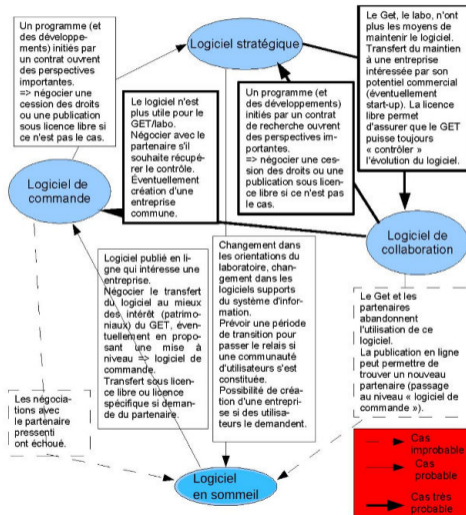 Un programme (et
des développe-
ments) initiés par
un contrat ouvrent
des perspectives
importantes.
=> négocier une
cession des droits
ou une publication
sous licence libre si
ce n'est pas le cas.
Logiciel stratégique
Le Get, le labo, n'ont
plus les moyens de
maintenir le logiciel.
Transfert du maintien
à une entreprise
intéressée par son
potentiel commercial
(éventuellement
start-up). La licence
libre permet
d'assurer que le GET
puisse toujours
« contrôler »
l'évolution du logiciel.
Le logiciel n'est
plus utile pour le
GET/labo.
Négocier avec le
partenaire s'il
souhaite récupé-
rer le contrôle.
Éventuellement
création d'une
entreprise
commune.
Un programme (et des
développements)
initiés par un contrat
de recherche ouvrent
des perspectives im-
portantes.
=> négocier une ces-
sion des droits ou une
publication sous licen-
ce libre si ce n'est pas
le cas.
Logiciel de
commande
Logiciel de
collaboration
Logiciel publié en li-
gne qui intéresse une
entreprise.
Négocier le transfert
du logiciel au mieux
des intérêt (patrimo-
niaux) du GET, éven-
tuellement en propo-
sant une mise à
niveau => logiciel de
commande.
Transfert sous licen-
ce libre ou licence
spécifique si deman-
de du partenaire.
Changement dans
les orientations du
laboratoire, chan-
gement dans les
logiciels supports
du système d'infor-
mation.
Prévoir une période
de transition pour
passer le relais si
une communauté
d'utilisateurs s'est
constituée.
Possibilité de créa-
tion d'une entrepri-
se si des utilisa-
teurs le demandent.
Le Get et les
partenaires
abandonnent
l'utilisation de ce
logiciel.
La publication en ligne
peut permettre de
trouver un nouveau
partenaire (passage
au niveau « logiciel
de commande »).
Les négocia-
tions avec
le partenaire
pressenti
ont échoué.
Logiciel
en sommeil
Cas
improbable
Cas
probable
Cas très
probable